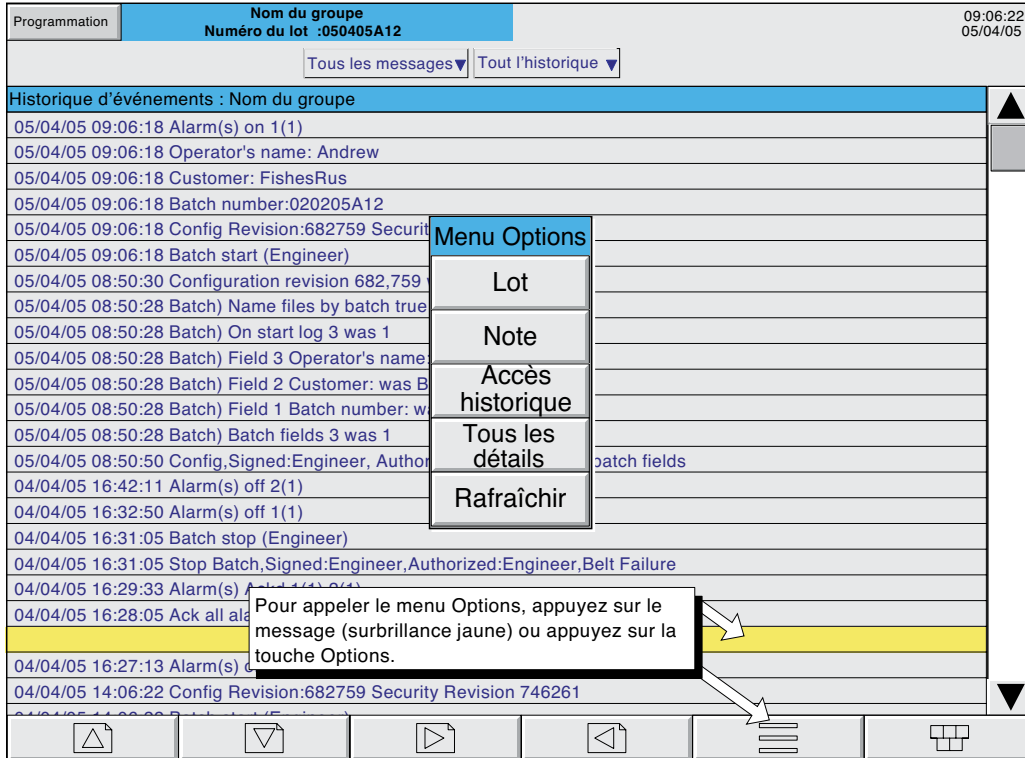 Programmation
Nom du groupe
Numéro du lot :050405A12
09:06:22
05/04/05
Tous les messages
Tout l'historique
Historique d'événements : Nom du groupe
05/04/05 09:06:18 Alarm(s) on 1(1)
05/04/05 09:06:18 Operator's name: Andrew
05/04/05 09:06:18 Customer: FishesRus
05/04/05 09:06:18 Batch number:020205A12
05/04/05 09:06:18 Config Revision:682759 Securit
05/04/05 09:06:18 Batch start (Engineer)
05/04/05 08:50:30 Configuration revision 682,759
05/04/05 08:50:28 Batch) Name files by batch true
05/04/05 08:50:28 Batch) On start log 3 was 1
05/04/05 08:50:28 Batch) Field 3 Operator's name:
05/04/05 08:50:28 Batch) Field 2 Customer: was B
05/04/05 08:50:28 Batch) Field 1 Batch number: w
05/04/05 08:50:28 Batch) Batch fields 3 was 1
05/04/05 08:50:50 Config,Signed:Engineer, Author batch fields
04/04/05 16:42:11 Alarm(s) off 2(1)
04/04/05 16:32:50 Alarm(s) off 1(1)
04/04/05 16:31:05 Batch stop (Engineer)
04/04/05 16:31:05 Stop Batch,Signed:Engineer,Authorized:Engineer,Belt Failure
04/04/05 16:29:33 Alarm(s) Ackd 1(1) 2(1)
04/04/05 16:28:05 Ack all ala
04/04/05 16:27:13 Alarm(s) o
04/04/05 14:06:22 Config Revision:682759 Security Revision 746261
Menu Options
Lot
Note
Accès
historique
Tous les
détails
Rafraîchir
Pour appeler le menu Options, appuyez sur le
message (surbrillance jaune) ou appuyez sur la
touche Options.